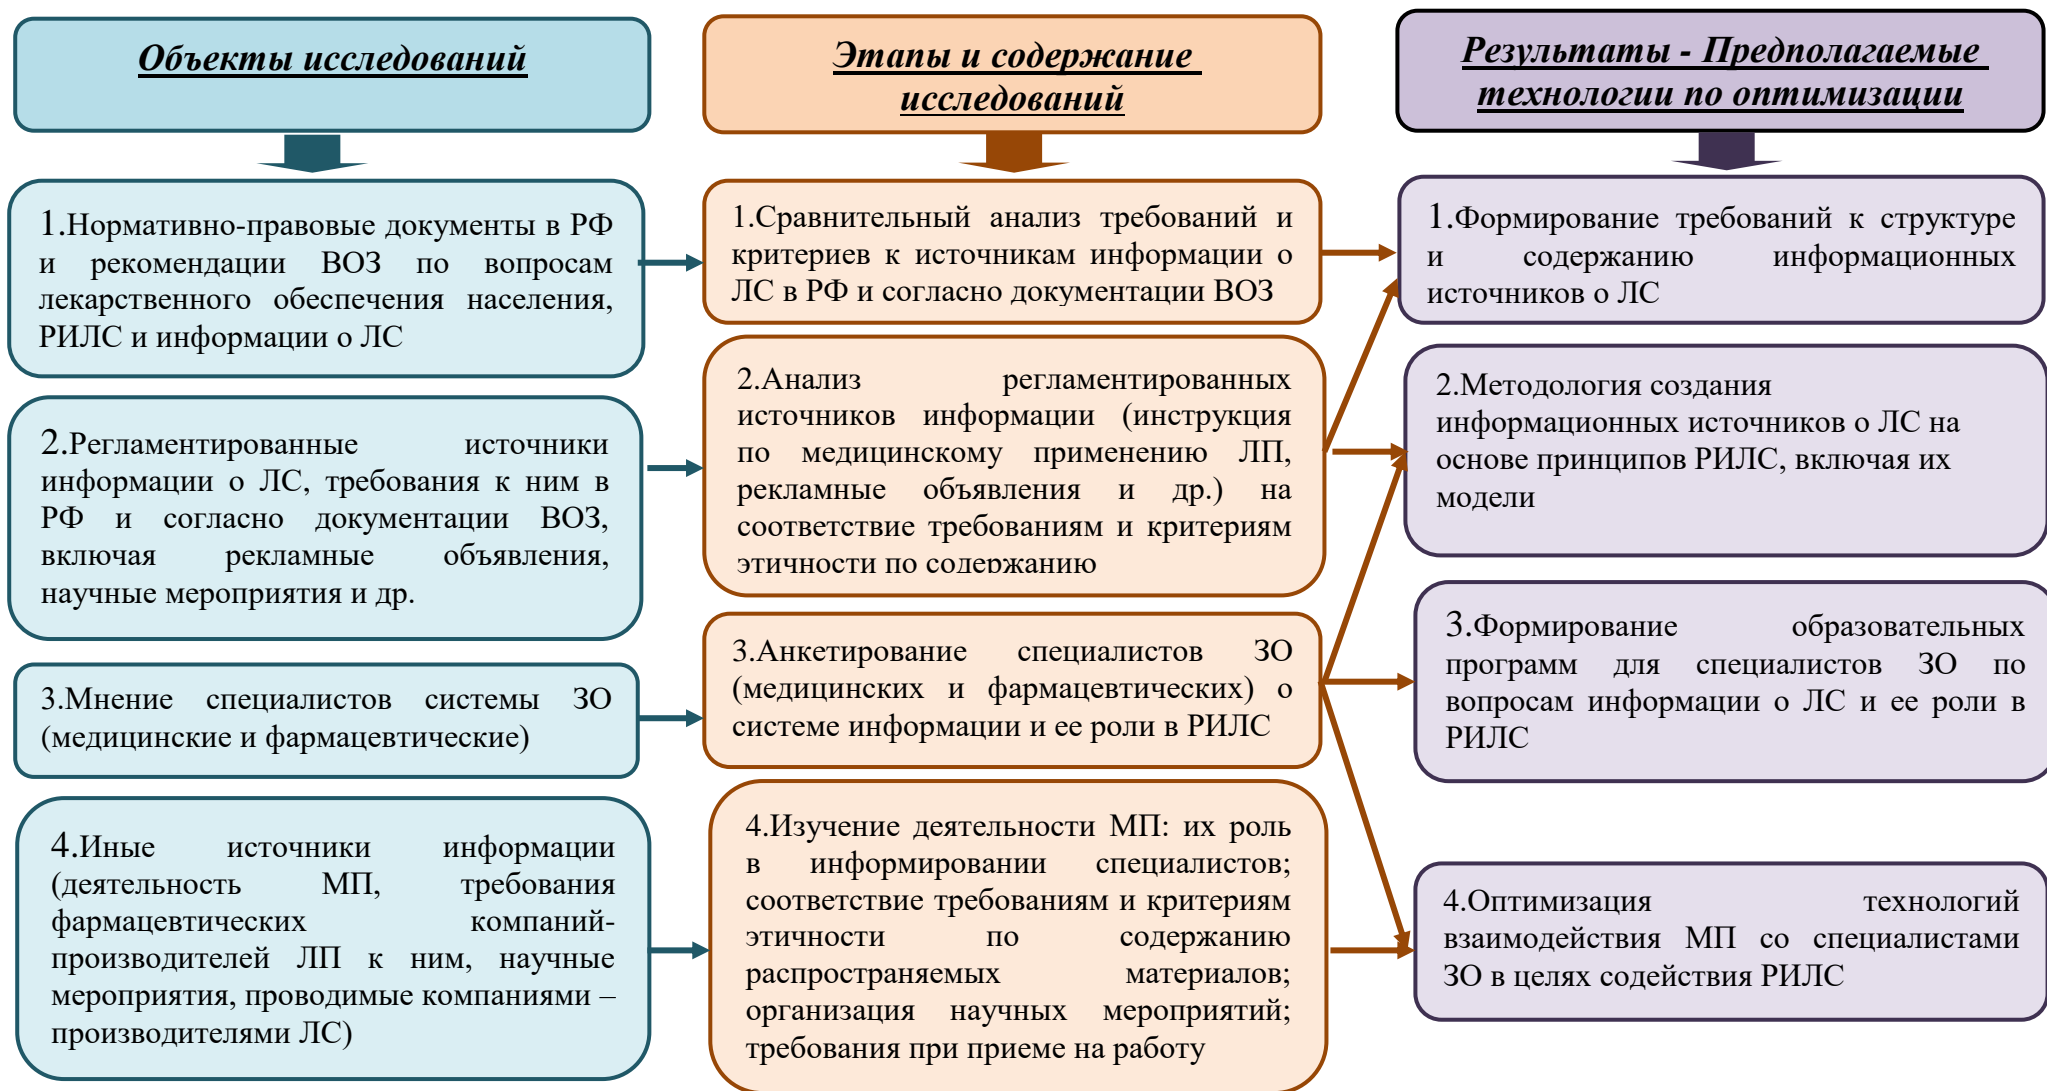 Объекты исследований
1.Нормативно-правовые документы в РФ
и рекомендации ВОЗ по вопросам
лекарственного обеспечения населения,
РИЛС и информации о ЛС
2.Регламентированные источники
информации о ЛС, требования к ним в
РФ и согласно документации ВОЗ,
включая рекламные объявления,
научные мероприятия и др.
3.Мнение специалистов системы ЗО
(медицинские и фармацевтические)
4.Иные источники информации
(деятельность МП, требования
фармацевтических компаний-
производителей ЛП к ним, научные
мероприятия, проводимые компаниями –
производителями ЛС)
Этапы и содержание
исследований
1.Сравнительный анализ требований и
критериев к источникам информации о
ЛС в РФ и согласно документации ВОЗ
2.Анализ регламентированных
источников информации (инструкция
по медицинскому применению ЛП,
рекламные объявления и др.) на
соответствие требованиям и критериям
этичности по содержанию
3.Анкетирование специалистов ЗО
(медицинских и фармацевтических) о
системе информации и ее роли в РИЛС
4.Изучение деятельности МП: их роль
в информировании специалистов;
соответствие требованиям и критериям
этичности по содержанию
распространяемых материалов;
организация научных мероприятий;
требования при приеме на работу
Результаты - Предполагаемые
технологии по оптимизации
1.Формирование требований к структуре
и содержанию информационных
источников о ЛС
2.Методология создания
информационных источников о ЛС на
основе принципов РИЛС, включая их
модели
3.Формирование образовательных
программ для специалистов ЗО по
вопросам информации о ЛС и ее роли в
РИЛС
4.Оптимизация технологий
взаимодействия МП со специалистами
ЗО в целях содействия РИЛС